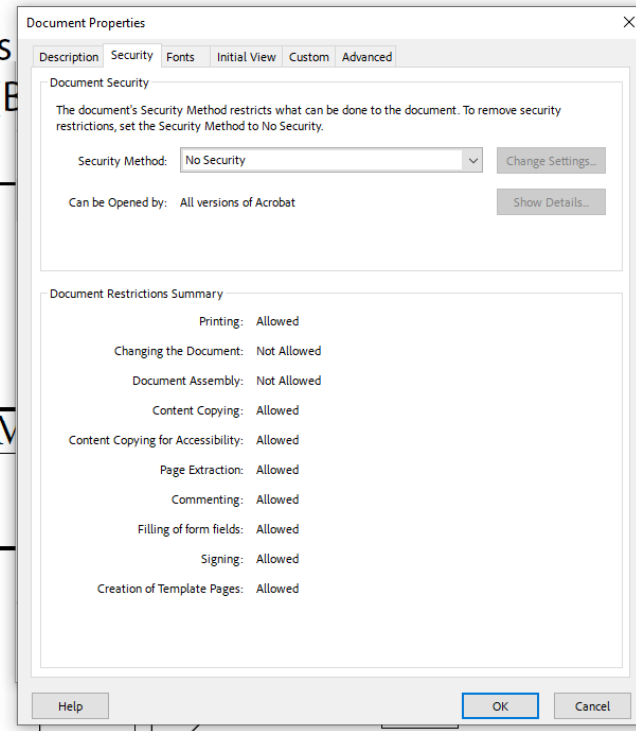 Document Properties
Description Security Fonts Initial View Custom Advanced
Document Security
The document's Security Method restricts what can be done to the document. To remove security
restrictions, set the Security Method to No Security.
Security Method: No Security Change Settings...
Can be Opened by: All versions of Acrobat Show Details...
Document Restrictions Summary
Printing: Allowed
Changing the Document: Not Allowed
Document Assembly: Not Allowed
Content Copying: Allowed
Content Copying for Accessibility: Allowed
Page Extraction: Allowed
Commenting: Allowed
Filling of form fields: Allowed
Signing: Allowed
Creation of Template Pages: Allowed
Help OK Cancel